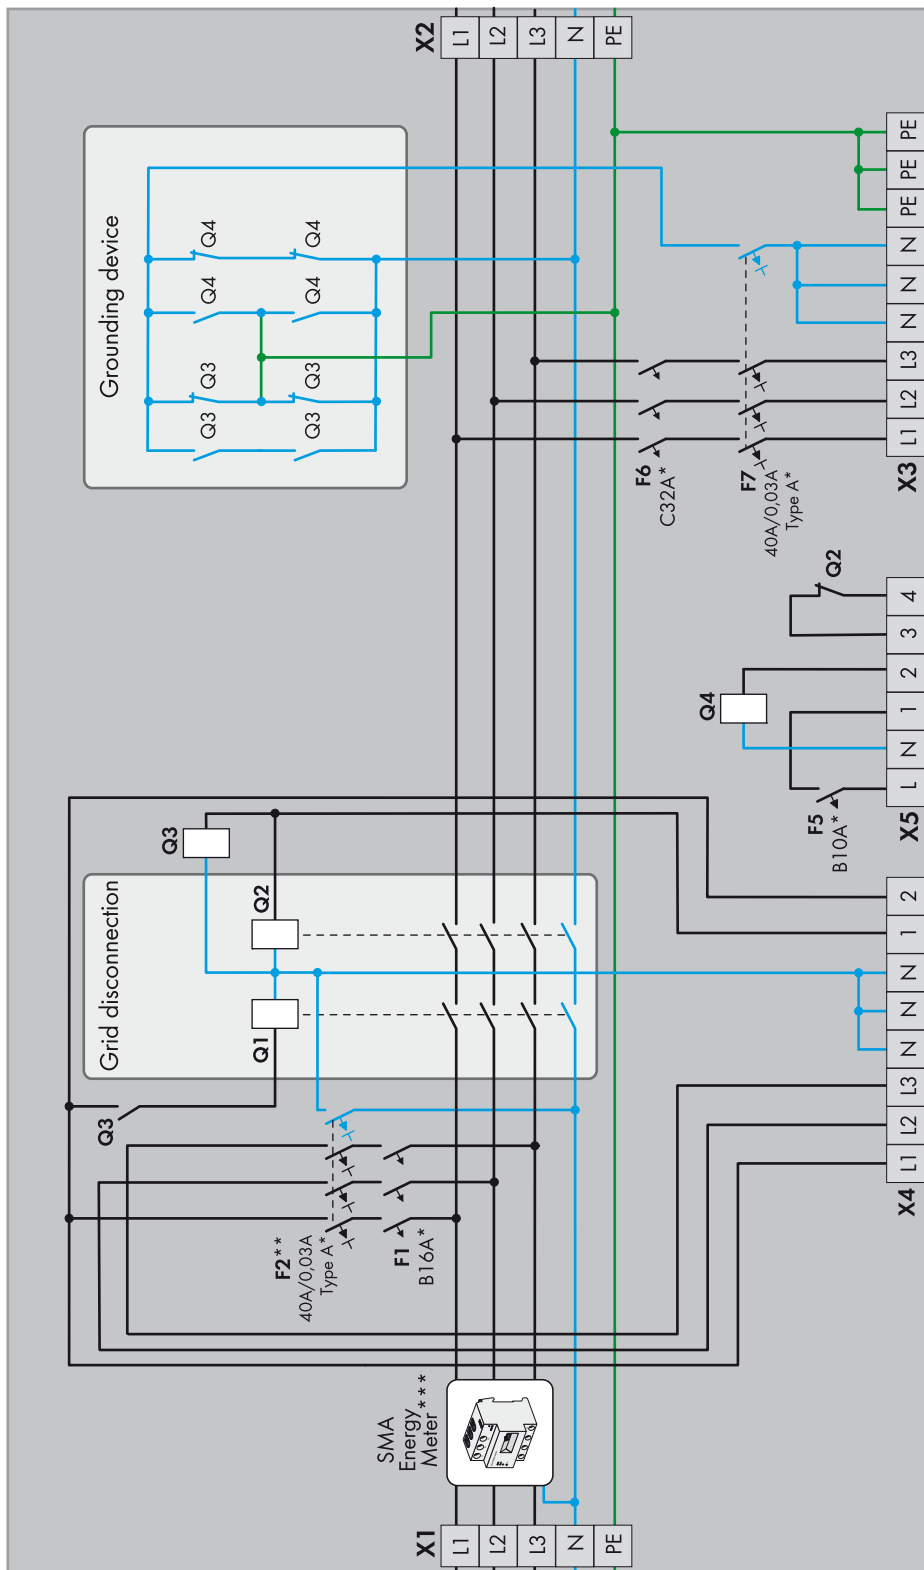 X1
L1
L2
L3
N
PE
SMA
Energy
Meter***
F2**
40A/0,03A
Type A*
F1
B16A*
Q3
Grid disconnection
Q1
Q2
Q3
Grounding device
Q3
Q3
Q4
Q4
Q3
Q3
Q4
Q4
X2
L1
L2
L3
N
PE
X4
L1
L2
L3
N
N
N
1
2
F5
B10A*
Q4
Q2
X5
L
N
1
2
3
4
F6
C32A*
F7
40A/0,03A
Type A*
X3
L1
L2
L3
N
N
N
PE
PE
PE